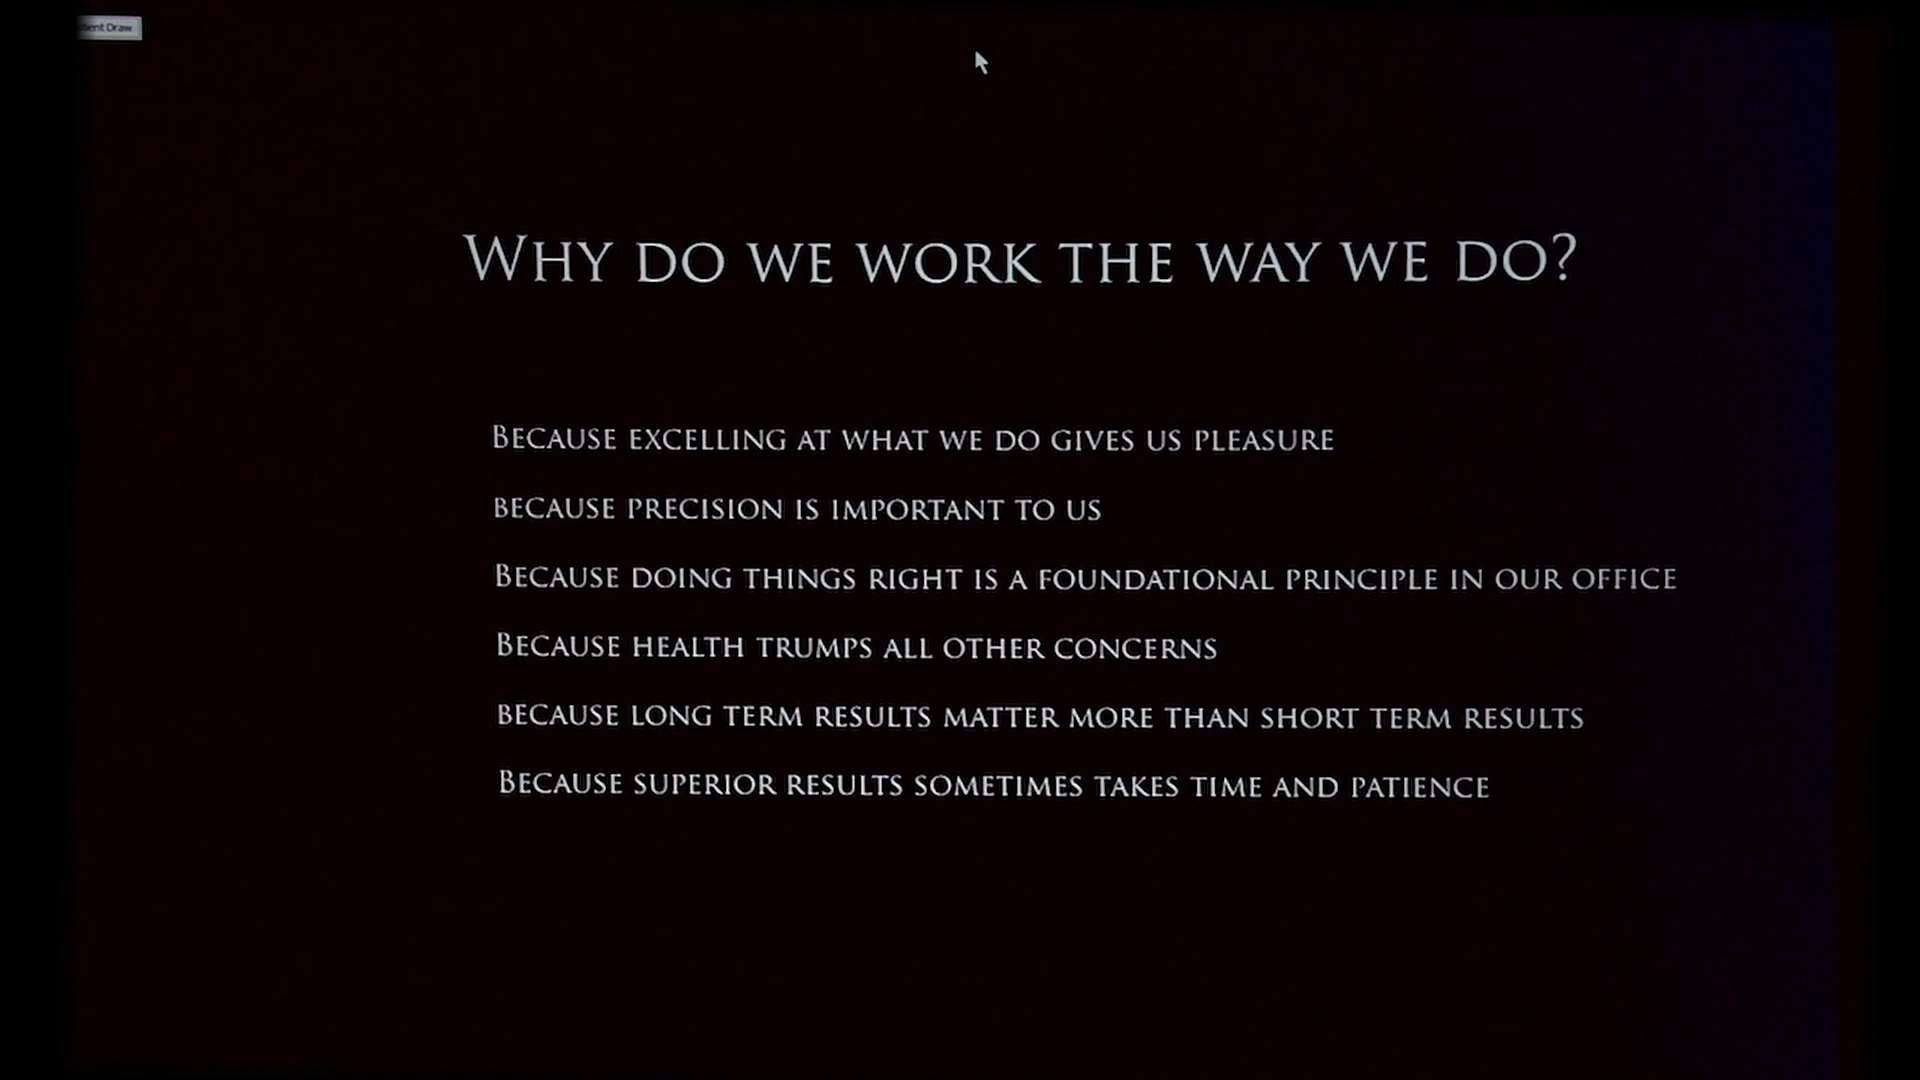 Draw
Why do we work the way we do?
Because excelling at what we do gives us pleasure
because precision is important to us
Because doing things right is a foundational principle in our office
Because health trumps all other concerns
because long term results matter more than short term results
Because superior results sometimes takes time and patience